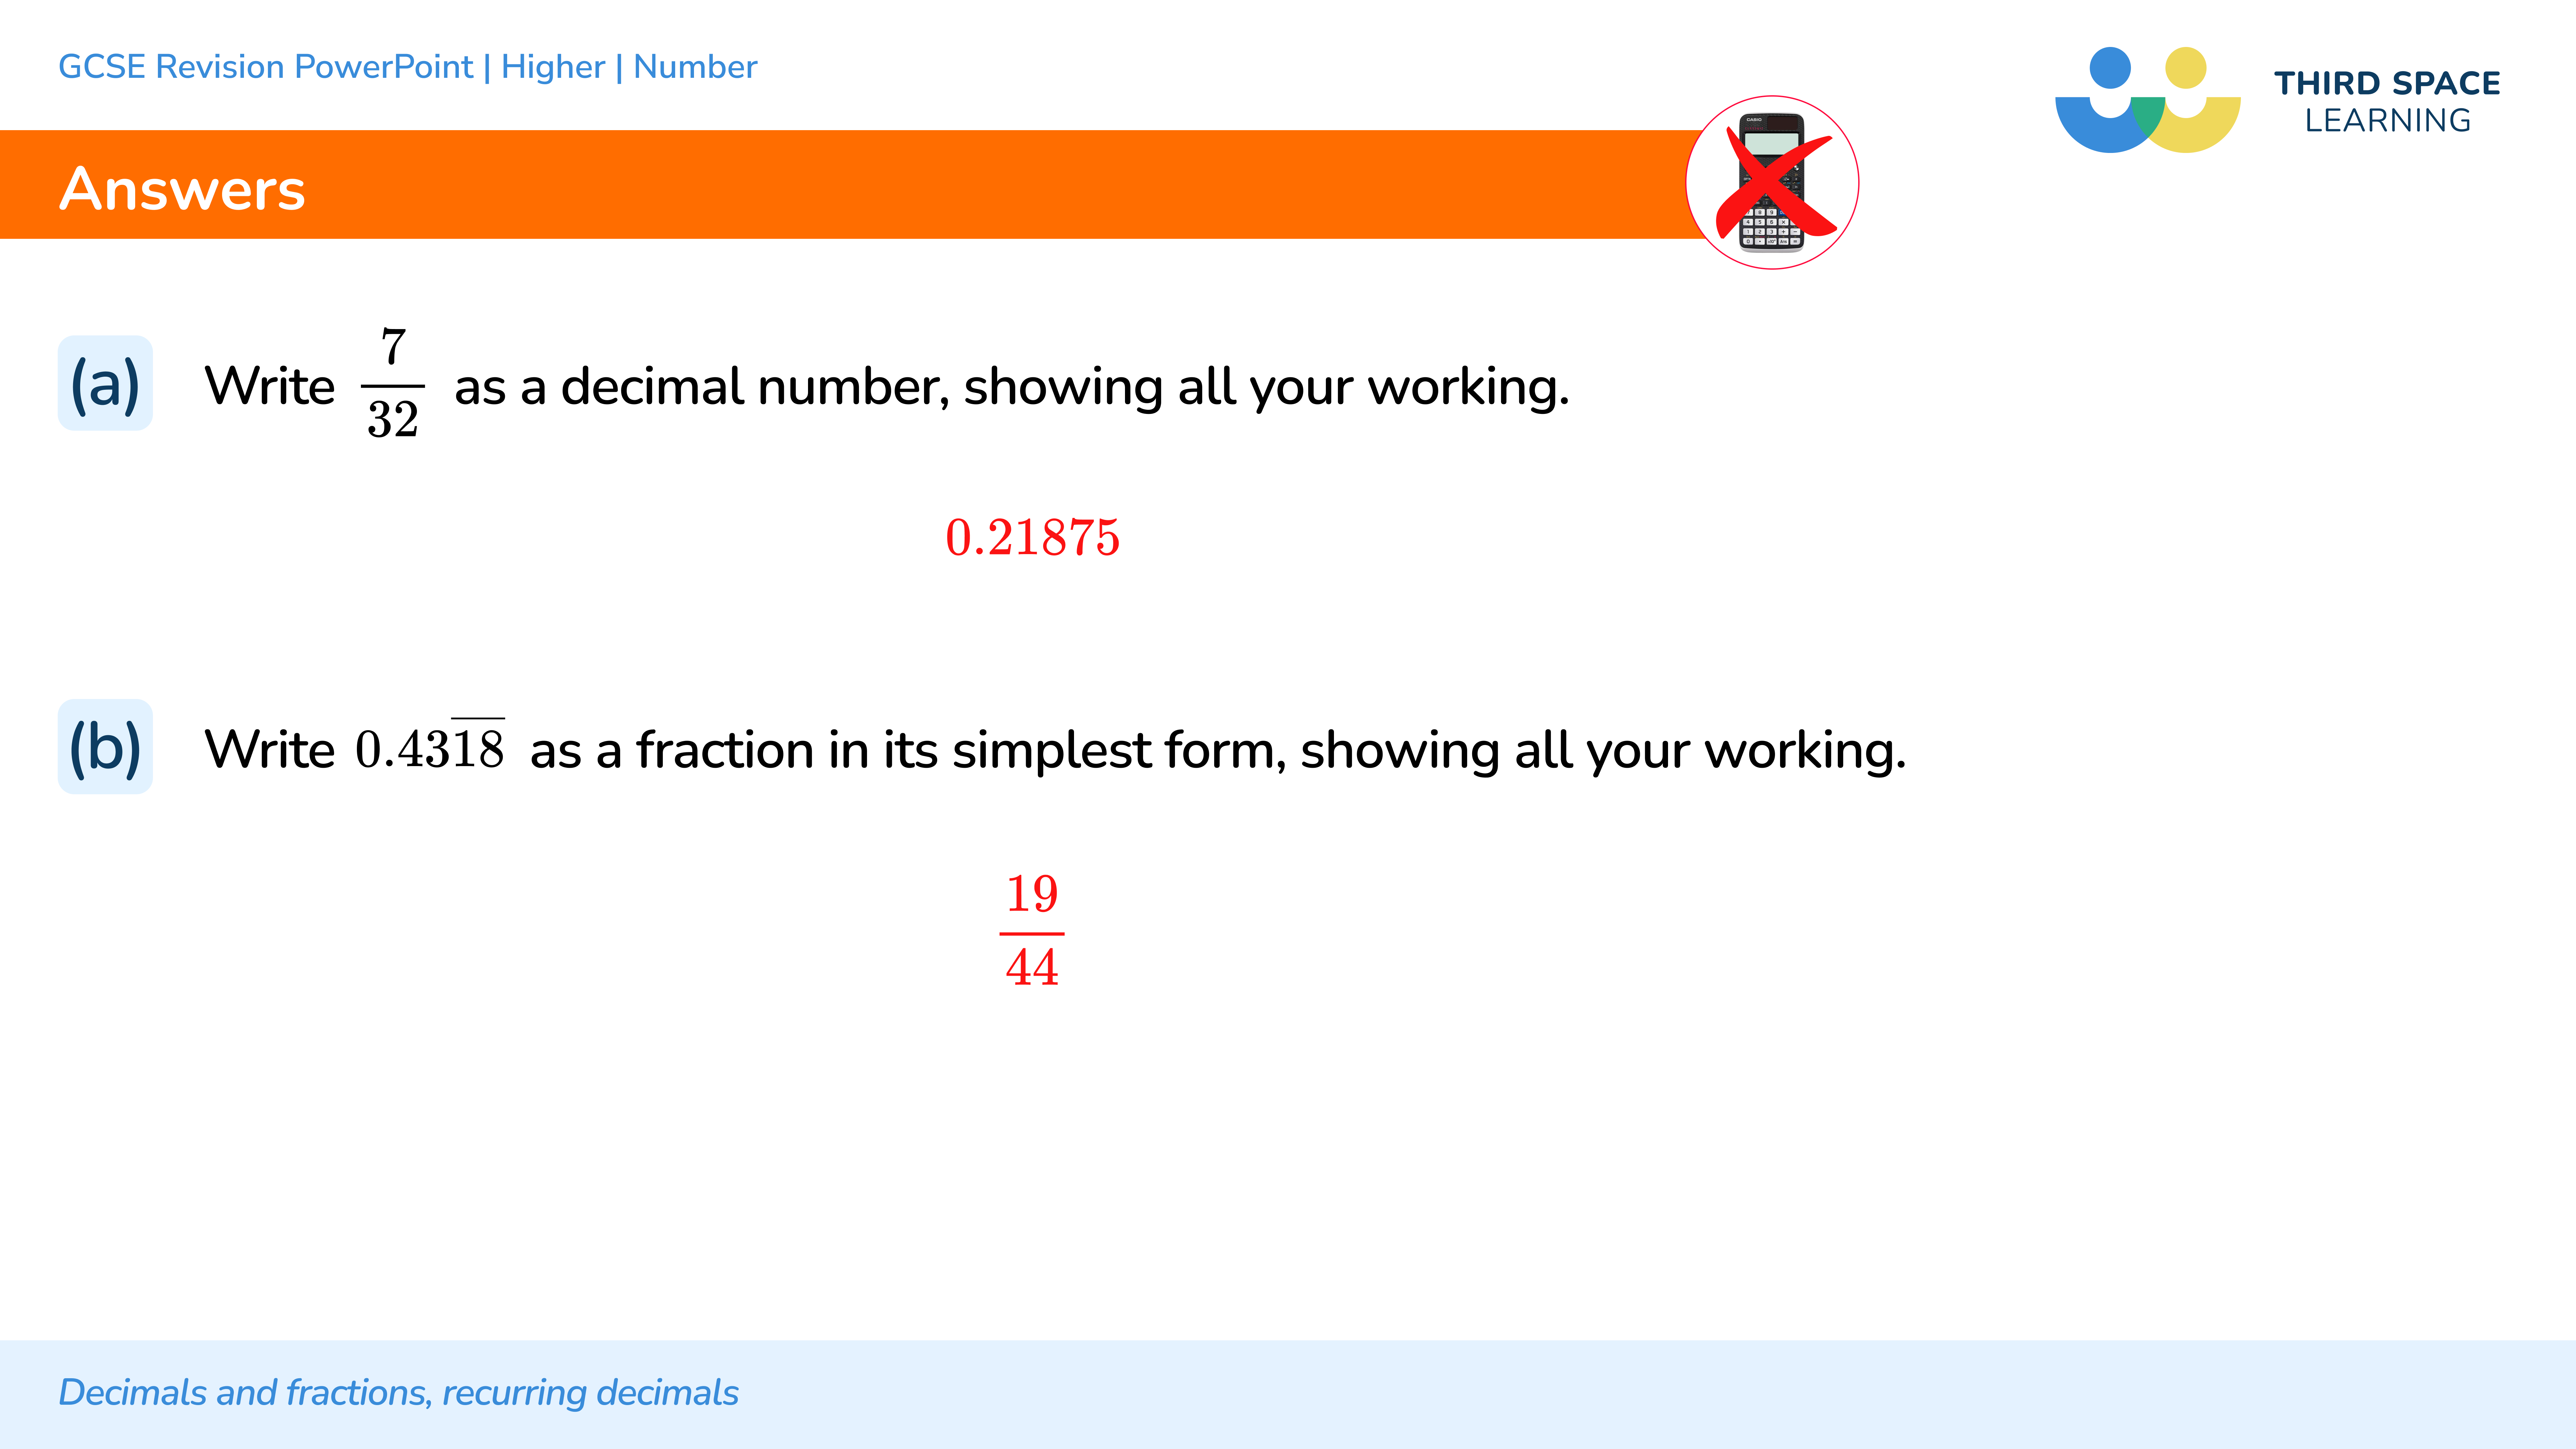 GCSE Revision PowerPoint | Higher | Number
THIRD SPACE
LEARNING
Answers
(a) Write 7/32 as a decimal number, showing all your working.
0.21875
(b) Write 0.431̅8̅ as a fraction in its simplest form, showing all your working.
19/44
Decimals and fractions, recurring decimals